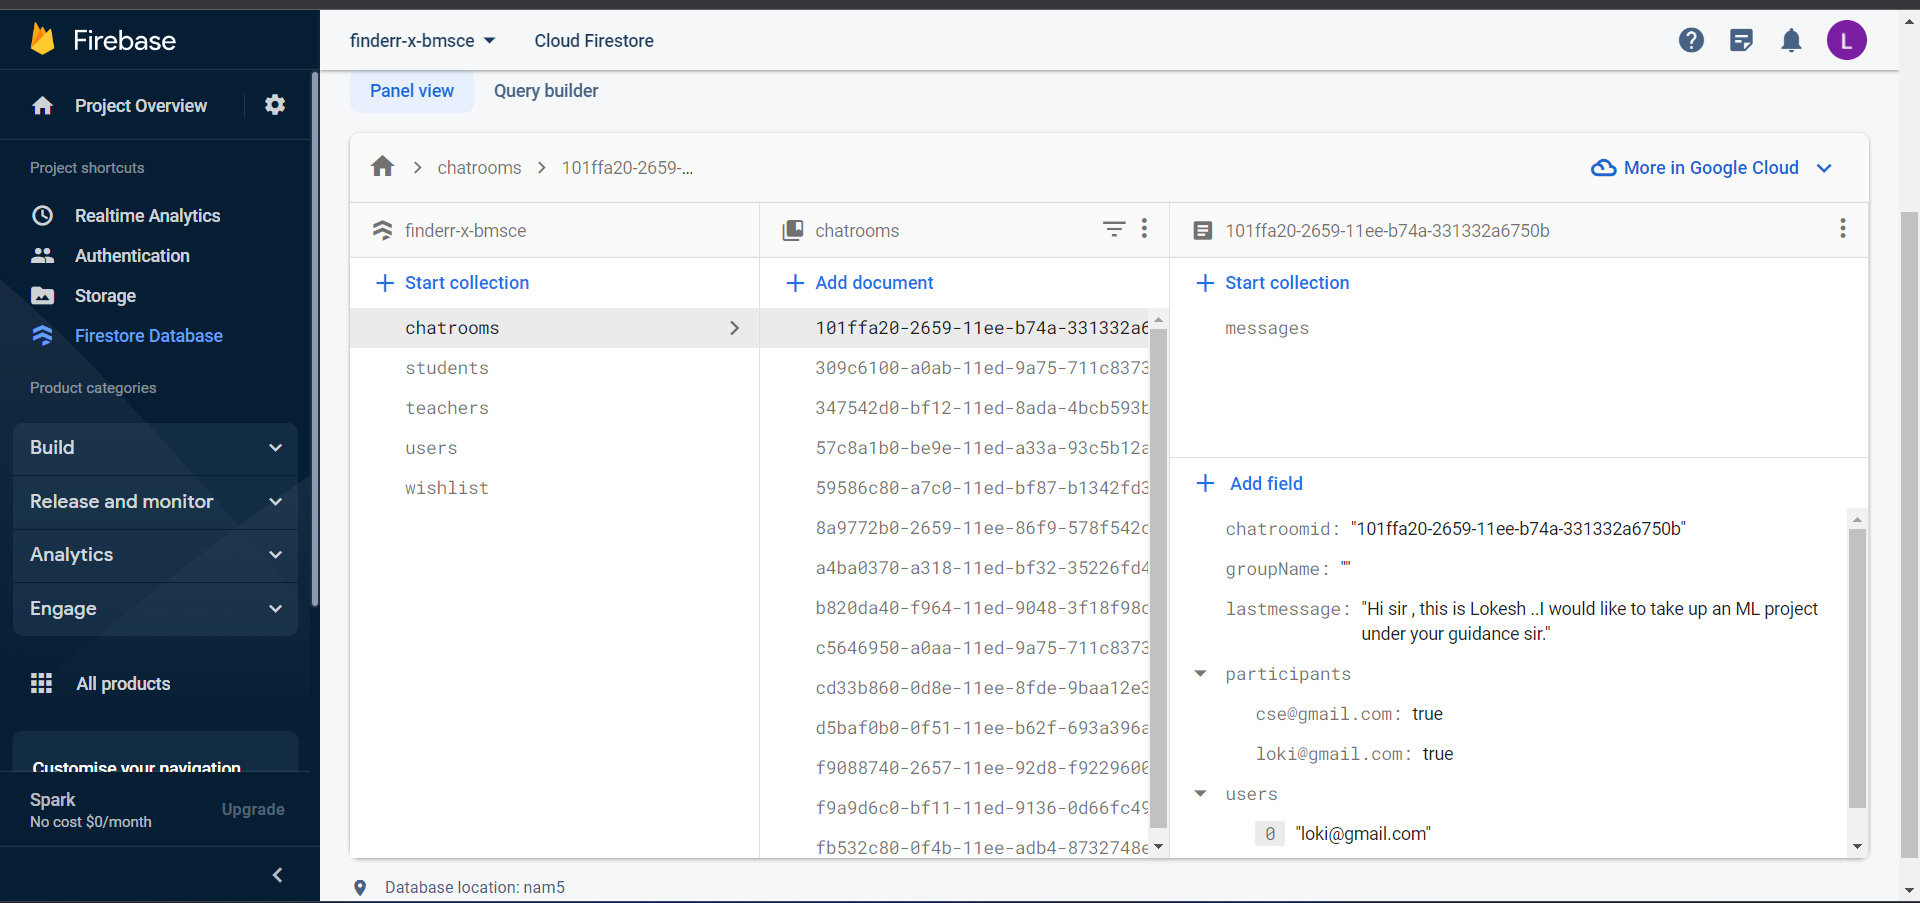 Firebase
finderr-x-bmsce
Cloud Firestore
L
Project Overview
Project shortcuts
Realtime Analytics
Authentication
Storage
Firestore Database
Product categories
Build
Release and monitor
Analytics
Engage
All products
Customise your navigation
Spark
No cost $0/month
Upgrade
Panel view
Query builder
chatrooms
101ffa20-2659-...
More in Google Cloud
finderr-x-bmsce
Start collection
chatrooms
students
teachers
users
wishlist
chatrooms
Add document
101ffa20-2659-11ee-b74a-331332a6
309c6100-a0ab-11ed-9a75-711c8373
347542d0-bf12-11ed-8ada-4bcb593b
57c8a1b0-be9e-11ed-a33a-93c5b12a
59586c80-a7c0-11ed-bf87-b1342fd3
8a9772b0-2659-11ee-86f9-578f542c
a4ba0370-a318-11ed-bf32-35226fd4
b820da40-f964-11ed-9048-3f18f98c
c5646950-a0aa-11ed-9a75-711c8373
cd33b860-0d8e-11ee-8fde-9baa12e3
d5baf0b0-0f51-11ee-b62f-693a396a
f9088740-2657-11ee-92d8-f9229600
f9a9d6c0-bf11-11ed-9136-0d66fc49
fb532c80-0f4b-11ee-adb4-8732748e
101ffa20-2659-11ee-b74a-331332a6750b
Start collection
messages
Add field
chatroomid: "101ffa20-2659-11ee-b74a-331332a6750b"
groupName: ""
lastmessage: "Hi sir , this is Lokesh ..I would like to take up an ML project
under your guidance sir."
participants
cse@gmail.com: true
loki@gmail.com: true
users
0 "loki@gmail.com"
Database location: nam5